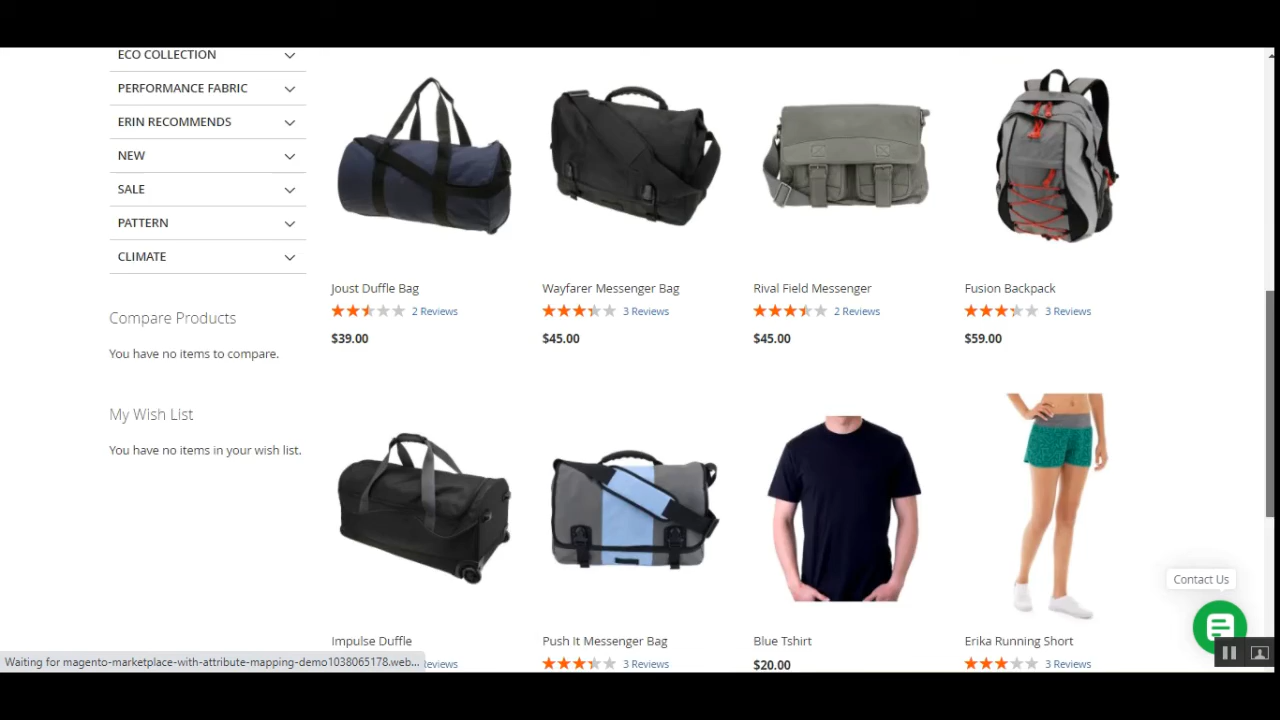 ECO COLLECTION
PERFORMANCE FABRIC
ERIN RECOMMENDS
NEW
SALE
PATTERN
CLIMATE
Compare Products
You have no items to compare.
My Wish List
You have no items in your wish list.
Joust Duffle Bag
2 Reviews
$39.00
Wayfarer Messenger Bag
3 Reviews
$45.00
Rival Field Messenger
2 Reviews
$45.00
Fusion Backpack
3 Reviews
$59.00
Impulse Duffle
Reviews
Push It Messenger Bag
3 Reviews
Blue Tshirt
$20.00
Erika Running Short
3 Reviews
Contact Us
Waiting for magento-marketplace-with-attribute-mapping-demo1038065178.web...